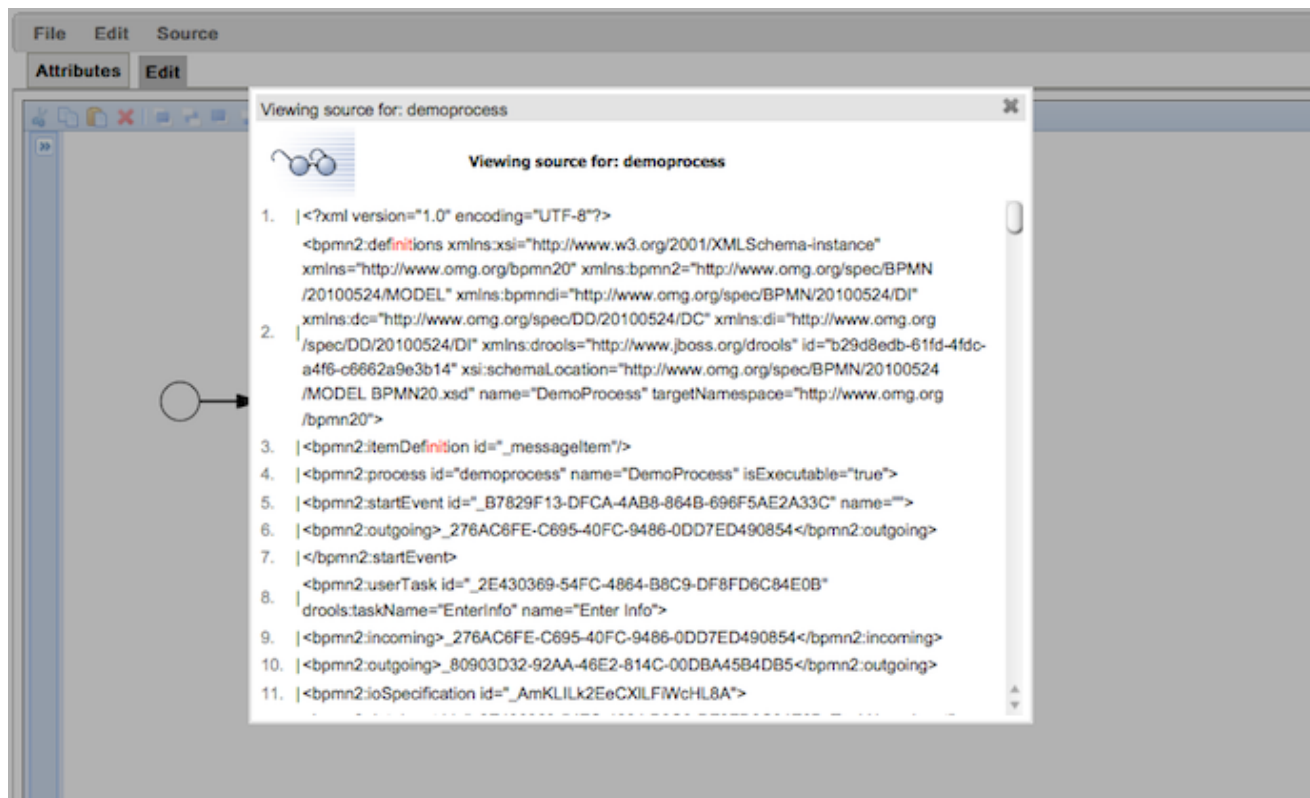 File Edit Source
Attributes Edit
Viewing source for: demoprocess
Viewing source for: demoprocess
1. <?xml version="1.0" encoding="UTF-8"?>
<bpmn2:definitions xmlns:xsi="http://www.w3.org/2001/XMLSchema-instance"
xmlns="http://www.omg.org/bpmn20" xmlns:bpmn2="http://www.omg.org/spec/BPMN
/20100524/MODEL" xmlns:bpmndi="http://www.omg.org/spec/BPMN/20100524/DI"
xmlns:dc="http://www.omg.org/spec/DD/20100524/DC" xmlns:di="http://www.omg.org
2. /spec/DD/20100524/DI" xmlns:drools="http://www.jboss.org/drools" id="b29d8edb-61fd-4fdc-
a4f6-c6662a9e3b14" xsi:schemaLocation="http://www.omg.org/spec/BPMN/20100524
/MODEL BPMN20.xsd" name="DemoProcess" targetNamespace="http://www.omg.org
/bpmn20">
3. <bpmn2:itemDefinition id="_messageItem"/>
4. <bpmn2:process id="demoprocess" name="DemoProcess" isExecutable="true">
5. <bpmn2:startEvent id="_B7829F13-DFCA-4AB8-864B-696F5AE2A33C" name="">
6. <bpmn2:outgoing>_276AC6FE-C695-40FC-9486-0DD7ED490854</bpmn2:outgoing>
7. </bpmn2:startEvent>
<bpmn2:userTask id="_2E430369-54FC-4864-B8C9-DF8FD6C84E0B"
8. drools:taskName="EnterInfo" name="Enter Info">
9. <bpmn2:incoming>_276AC6FE-C695-40FC-9486-0DD7ED490854</bpmn2:incoming>
10. <bpmn2:outgoing>_80903D32-92AA-46E2-814C-00DBA45B4DB5</bpmn2:outgoing>
11. <bpmn2:ioSpecification id="_AmKLILk2EeCXILFIWcHL8A">